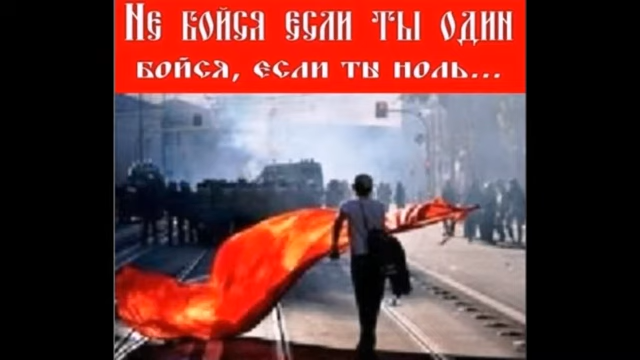 Не бойся если ты один
бойся, если ты ноль...